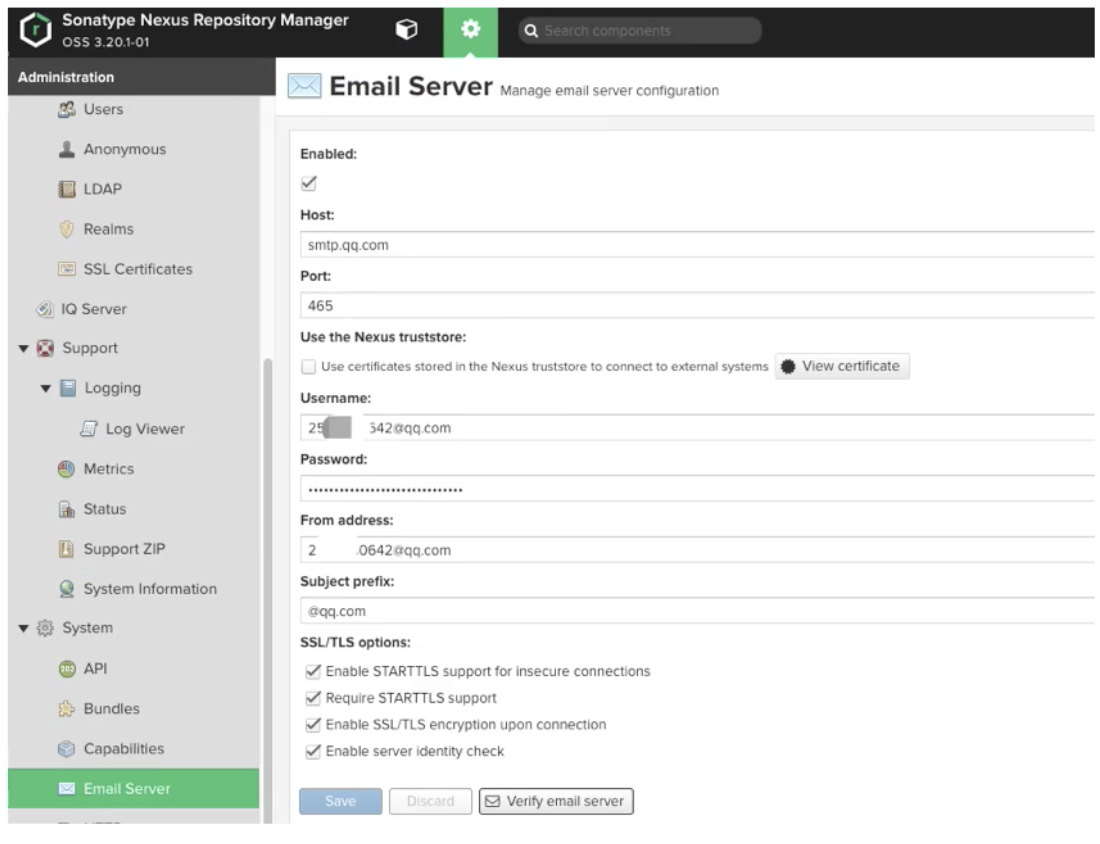 Sonatype Nexus Repository Manager
OSS 3.20.1-01
Search components
Administration
Users
Anonymous
LDAP
Realms
SSL Certificates
IQ Server
Support
Logging
Log Viewer
Metrics
Status
Support ZIP
System Information
System
API
Bundles
Capabilities
Email Server
Email Server Manage email server configuration
Enabled:
Host:
smtp.qq.com
Port:
465
Use the Nexus truststore:
Use certificates stored in the Nexus truststore to connect to external systems View certificate
Username:
25 542@qq.com
Password:
From address:
2 0642@qq.com
Subject prefix:
@qq.com
SSL/TLS options:
Enable STARTTLS support for insecure connections
Require STARTTLS support
Enable SSL/TLS encryption upon connection
Enable server identity check
Save Discard Verify email server